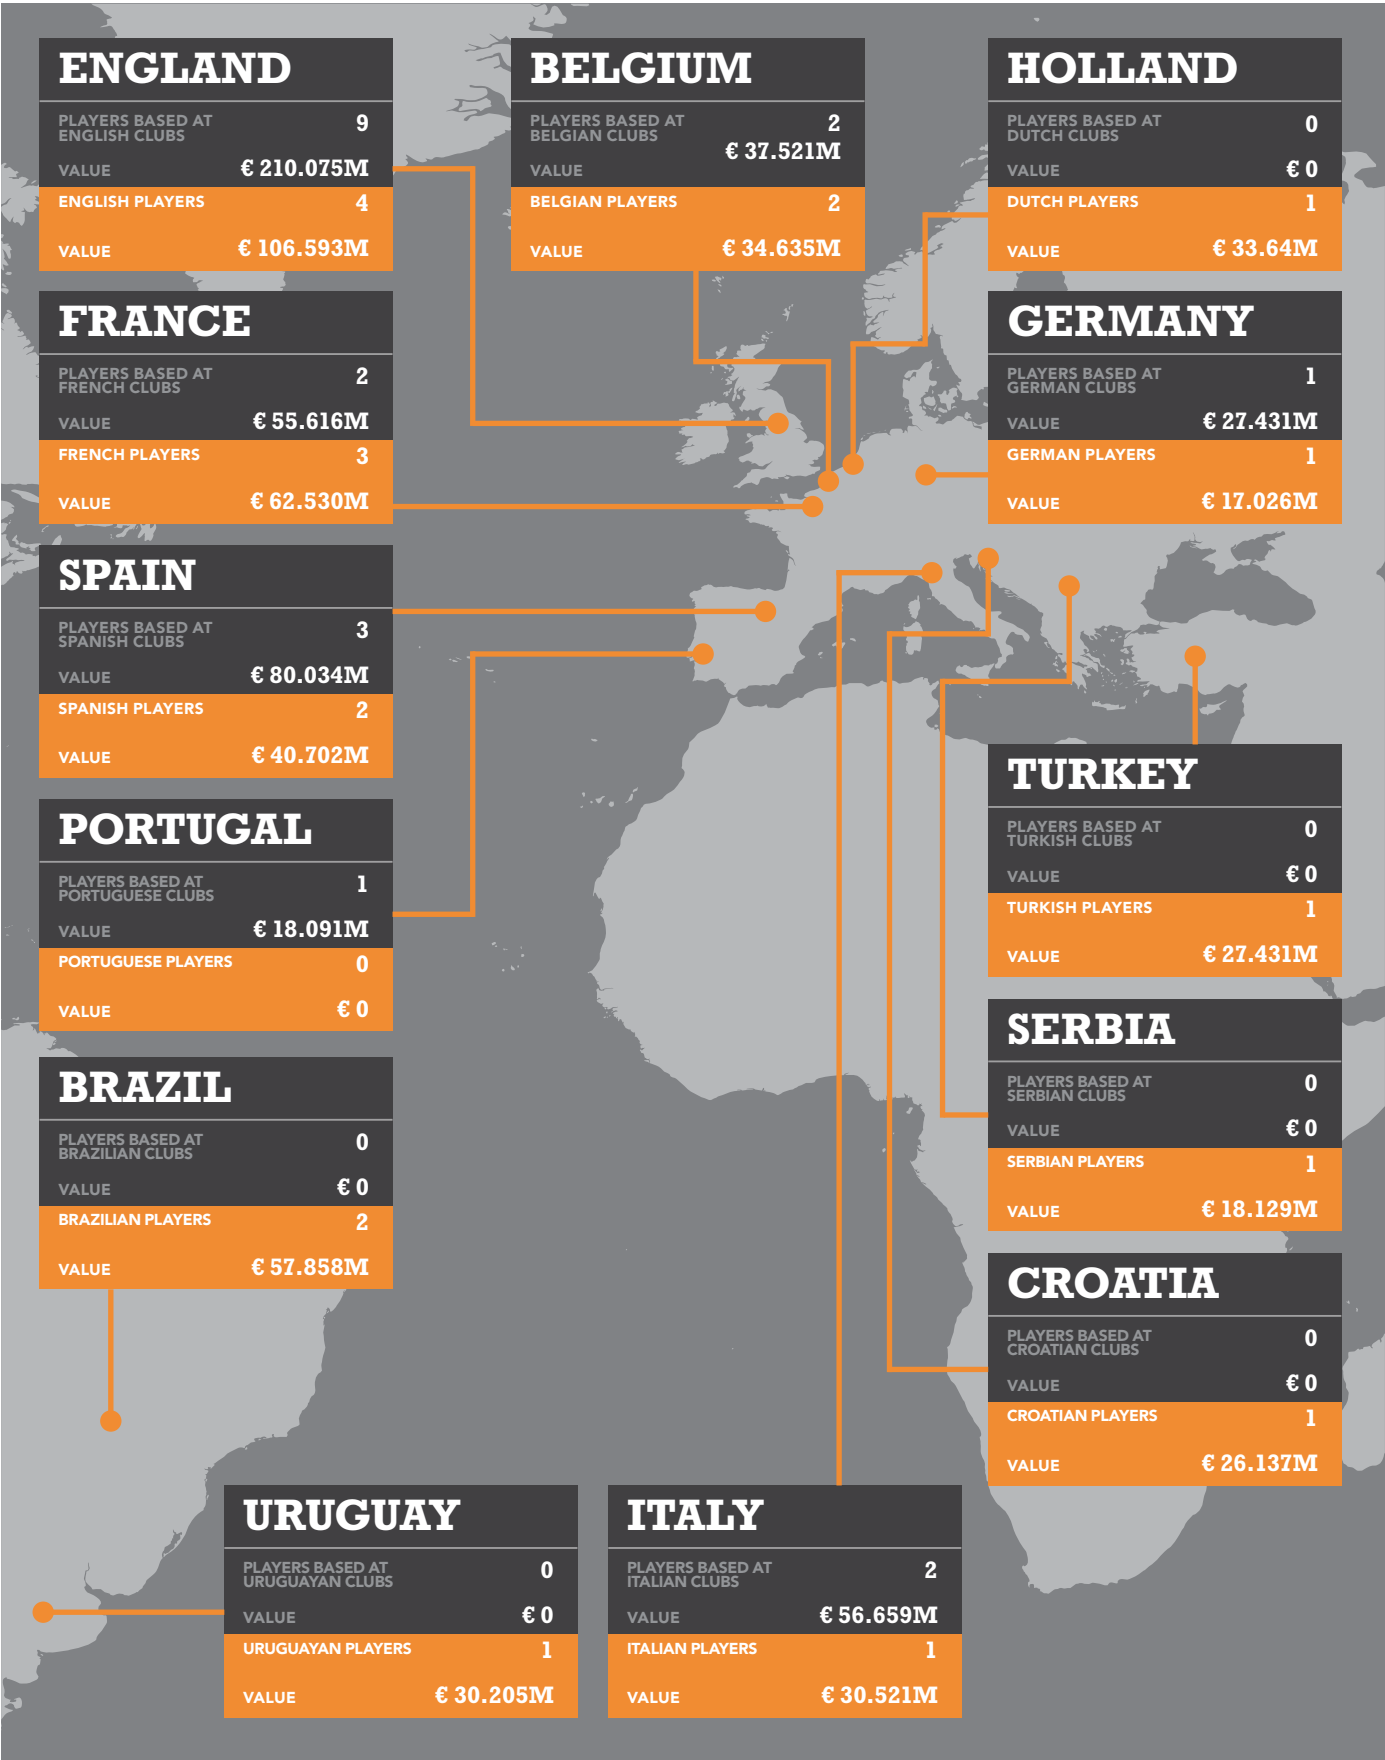 ENGLAND
PLAYERS BASED AT
ENGLISH CLUBS
9
VALUE
€ 210.075M
ENGLISH PLAYERS
4
VALUE
€ 106.593M
BELGIUM
PLAYERS BASED AT
BELGIAN CLUBS
2
VALUE
€ 37.521M
BELGIAN PLAYERS
2
VALUE
€ 34.635M
HOLLAND
PLAYERS BASED AT
DUTCH CLUBS
0
VALUE
€ 0
DUTCH PLAYERS
1
VALUE
€ 33.64M
FRANCE
PLAYERS BASED AT
FRENCH CLUBS
2
VALUE
€ 55.616M
FRENCH PLAYERS
3
VALUE
€ 62.530M
GERMANY
PLAYERS BASED AT
GERMAN CLUBS
1
VALUE
€ 27.431M
GERMAN PLAYERS
1
VALUE
€ 17.026M
SPAIN
PLAYERS BASED AT
SPANISH CLUBS
3
VALUE
€ 80.034M
SPANISH PLAYERS
2
VALUE
€ 40.702M
TURKEY
PLAYERS BASED AT
TURKISH CLUBS
0
VALUE
€ 0
TURKISH PLAYERS
1
VALUE
€ 27.431M
PORTUGAL
PLAYERS BASED AT
PORTUGUESE CLUBS
1
VALUE
€ 18.091M
PORTUGUESE PLAYERS
0
VALUE
€ 0
SERBIA
PLAYERS BASED AT
SERBIAN CLUBS
0
VALUE
€ 0
SERBIAN PLAYERS
1
VALUE
€ 18.129M
BRAZIL
PLAYERS BASED AT
BRAZILIAN CLUBS
0
VALUE
€ 0
BRAZILIAN PLAYERS
2
VALUE
€ 57.858M
CROATIA
PLAYERS BASED AT
CROATIAN CLUBS
0
VALUE
€ 0
CROATIAN PLAYERS
1
VALUE
€ 26.137M
URUGUAY
PLAYERS BASED AT
URUGUAYAN CLUBS
0
VALUE
€ 0
URUGUAYAN PLAYERS
1
VALUE
€ 30.205M
ITALY
PLAYERS BASED AT
ITALIAN CLUBS
2
VALUE
€ 56.659M
ITALIAN PLAYERS
1
VALUE
€ 30.521M